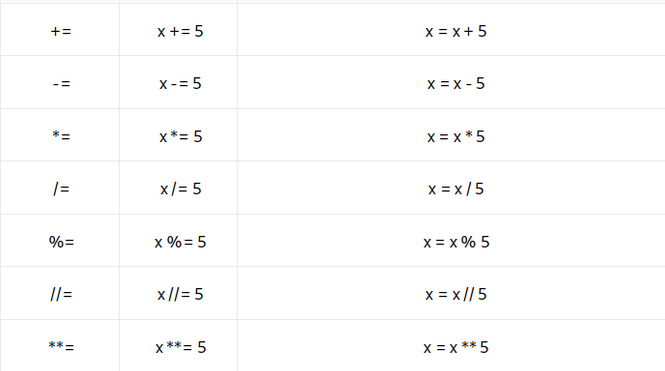 += x += 5 x = x + 5
-= x -= 5 x = x - 5
*= x *= 5 x = x * 5
/= x /= 5 x = x / 5
%= x %= 5 x = x % 5
//= x //= 5 x = x // 5
**= x **= 5 x = x ** 5